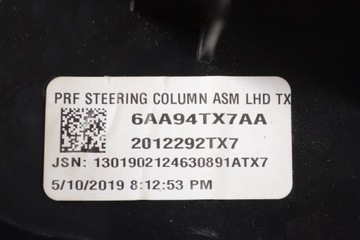 PRF STEERING COLUMN ASM LHD TX
6AA94TX7AA
2012292TX7
JSN: 1301902124630891ATX7
5/10/2019 8:12:53 PM